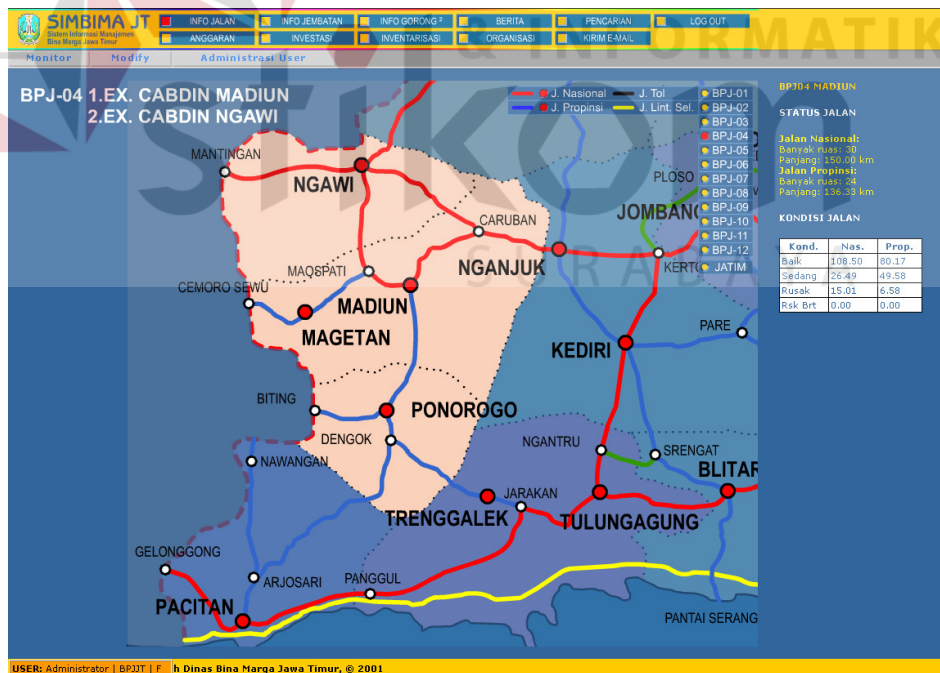 SIMBIMA JT
Sistem Informasi Manajemen
Bina Marga Jawa Timur
INFO JALAN
INFO JEMBATAN
INFO GORONG ²
BERITA
PENCARIAN
LOG OUT
ANGGARAN
INVESTASI
INVENTARISASI
ORGANISASI
KIRIM E-MAIL
& INFORMATIK
Monitor
Modify
Administrasi User
stikom
SURABAYA
BPJ-04 1.EX. CABDIN MADIUN
2.EX. CABDIN NGAWI
J. Nasional
J. Tol
J. Propinsi
J. Lint. Sel.
BPJ-01
BPJ-02
BPJ-03
BPJ-04
BPJ-05
BPJ-06
BPJ-07
BPJ-08
BPJ-09
BPJ-10
BPJ-11
BPJ-12
JATIM
MANTINGAN
NGAWI
CARUBAN
PLOSO
JOMBANG
NGANJUK
KERTO
MAOSPATI
CEMORO SEWU
MADIUN
MAGETAN
PARE
KEDIRI
BITING
PONOROGO
DENGOK
NGANTRU
SRENGAT
NAWANGAN
BLITAR
JARAKAN
TRENGGALEK
TULUNGAGUNG
GELONGGONG
ARJOSARI
PANGGUL
PACITAN
PANTAI SERANG
BPJ04 MADIUN
STATUS JALAN
Jalan Nasional:
Banyak ruas: 30
Panjang: 150.00 km
Jalan Propinsi:
Banyak ruas: 24
Panjang: 136.33 km
KONDISI JALAN
Kond. Nas. Prop.
Baik 108.50 80.17
Sedang 26.49 49.58
Rusak 15.01 6.58
Rsk Brt 0.00 0.00
USER: Administrator | BPJJT | F
h Dinas Bina Marga Jawa Timur, © 2001